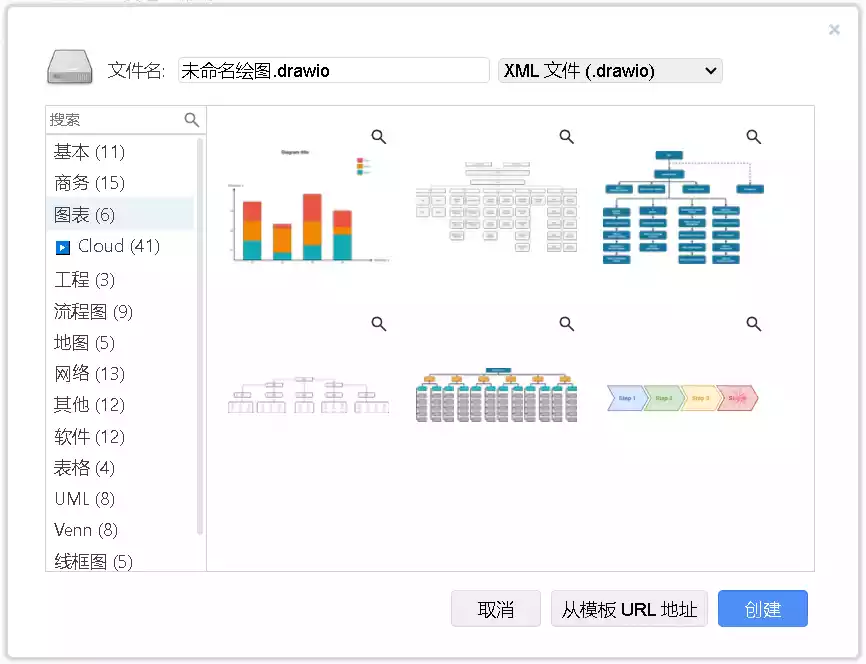 文件名: 未命名绘图.drawio XML 文件 (.drawio)
搜索
基本 (11)
商务 (15)
图表 (6)
Cloud (41)
工程 (3)
流程图 (9)
地图 (5)
网络 (13)
其他 (12)
软件 (12)
表格 (4)
UML (8)
Venn (8)
线框图 (5)
Diagram title
Step 1 Step 2 Step 3
取消 从模板 URL 地址 创建